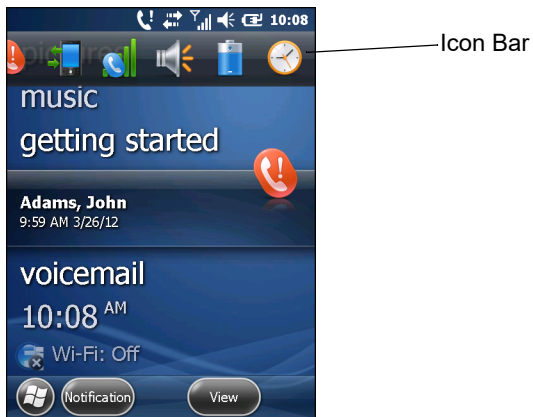 10:08
pictures
Icon Bar
music
getting started
Adams, John
9:59 AM 3/26/12
voicemail
10:08 AM
Wi-Fi: Off
Notification
View